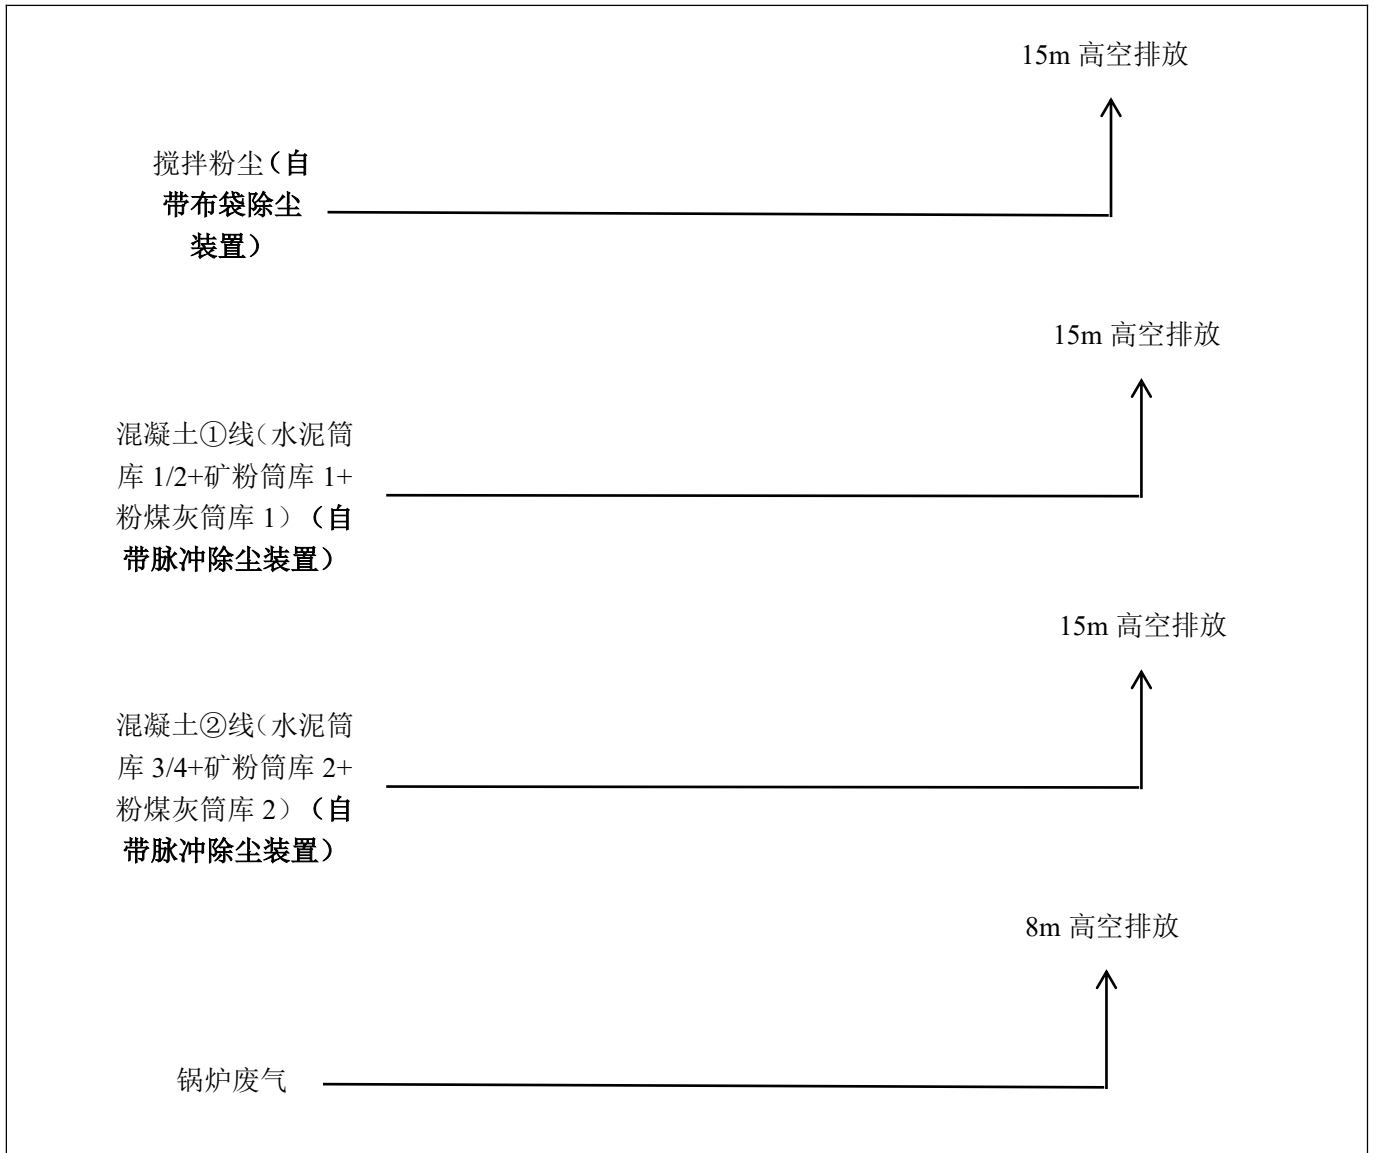 15m 高空排放
搅拌粉尘（自
带布袋除尘
装置）
15m 高空排放
混凝土①线（水泥筒
库 1/2+矿粉筒库 1+
粉煤灰筒库 1）（自
带脉冲除尘装置）
15m 高空排放
混凝土②线（水泥筒
库 3/4+矿粉筒库 2+
粉煤灰筒库 2）（自
带脉冲除尘装置）
8m 高空排放
锅炉废气